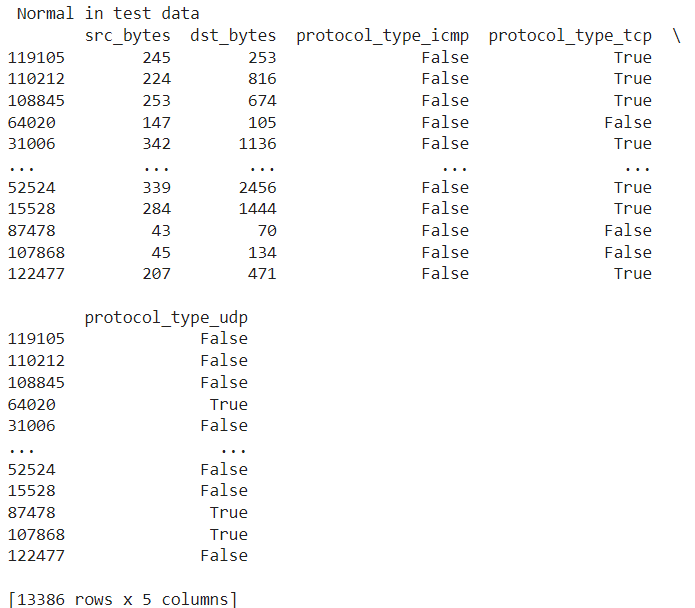 Normal in test data
src_bytes dst_bytes protocol_type_icmp protocol_type_tcp \
119105 245 253 False True
110212 224 816 False True
108845 253 674 False True
64020 147 105 False False
31006 342 1136 False True
... ... ... ... ...
52524 339 2456 False True
15528 284 1444 False True
87478 43 70 False False
107868 45 134 False False
122477 207 471 False True
protocol_type_udp
119105 False
110212 False
108845 False
64020 True
31006 False
... ...
52524 False
15528 False
87478 True
107868 True
122477 False
[13386 rows x 5 columns]